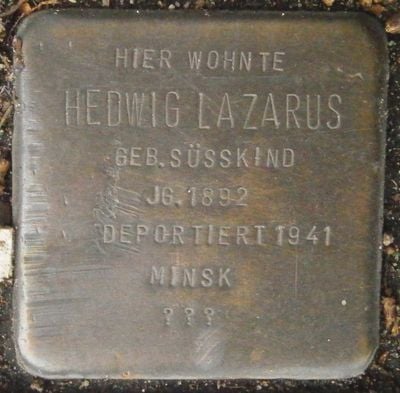 HIER WOHNTE
HEDWIG LAZARUS
GEB. SÜSSKIND
JG. 1892
DEPORTIERT 1941
MINSK
???